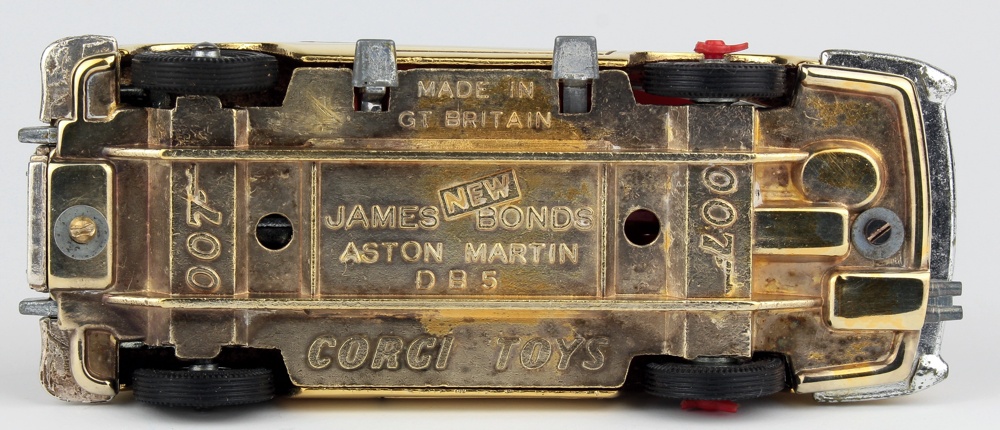 MADE IN
GT BRITAIN
NEW
JAMES BONDS
ASTON MARTIN
DB5
007
007
CORGI TOYS